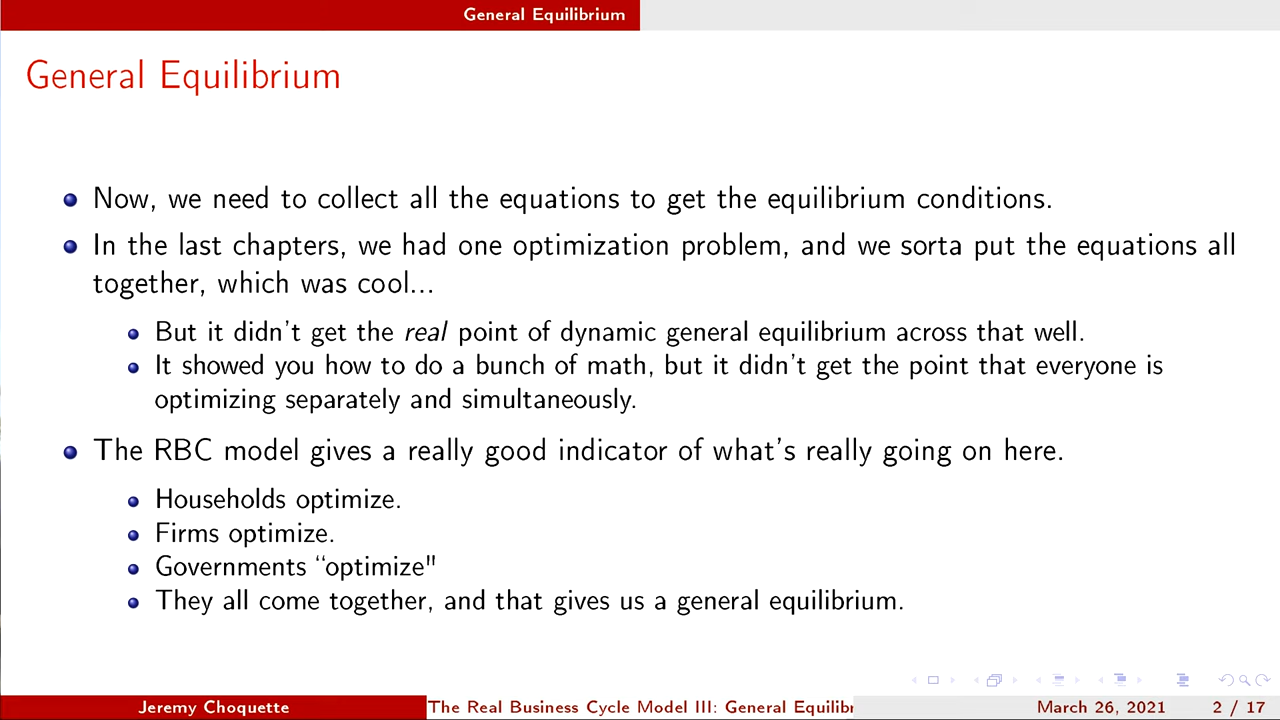 General Equilibrium
General Equilibrium
Now, we need to collect all the equations to get the equilibrium conditions.
In the last chapters, we had one optimization problem, and we sorta put the equations all
together, which was cool...
But it didn't get the real point of dynamic general equilibrium across that well.
It showed you how to do a bunch of math, but it didn't get the point that everyone is
optimizing separately and simultaneously.
The RBC model gives a really good indicator of what's really going on here.
Households optimize.
Firms optimize.
Governments “optimize"
They all come together, and that gives us a general equilibrium.
Jeremy Choquette
The Real Business Cycle Model III: General Equilibr
March 26, 2021
2 / 17